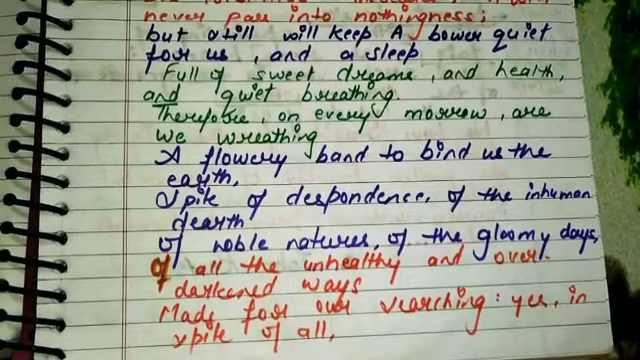 never pass into nothingness;
but still will keep A bower quiet
for us, and a sleep
Full of sweet dreams, and health,
and quiet breathing.
Therefore, on every morrow, are
we wreathing
A flowery band to bind us the
earth,
Spite of despondence, of the inhuman
dearth
Of noble natures, of the gloomy days,
Of all the unhealthy and over-
darkened ways
Made for our searching: yes, in
spite of all,